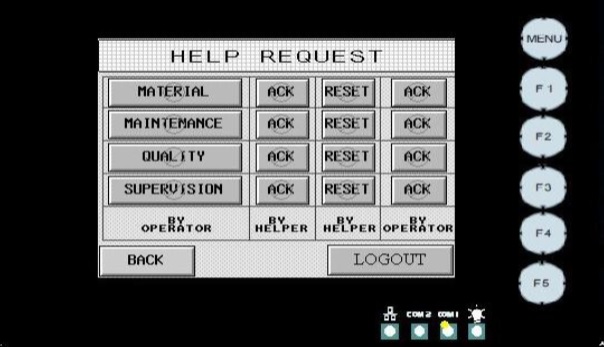 HELP REQUEST
MATERIAL ACK RESET ACK
MAINTENANCE ACK RESET ACK
QUALITY ACK RESET ACK
SUPERVISION ACK RESET ACK
BY OPERATOR BY HELPER BY HELPER BY OPERATOR
BACK LOGOUT
MENU
F1
F2
F3
F4
F5
COM 2 COM 1